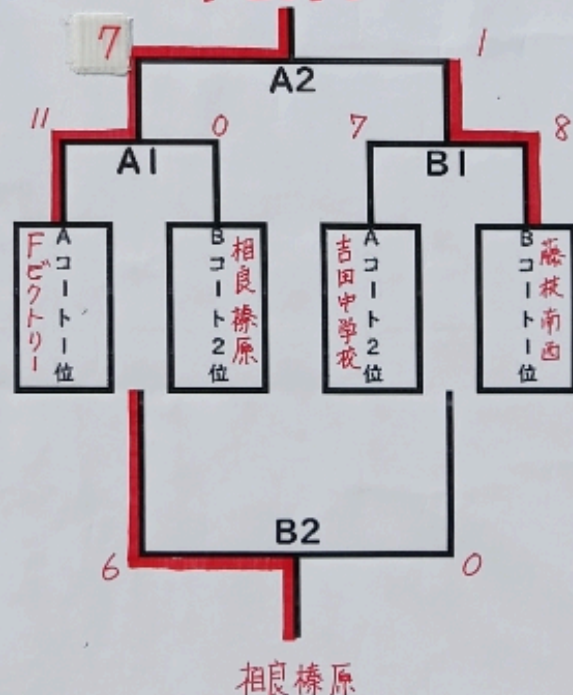 7
1
A2
11
0
7
8
A1
B1
Aコート1位
Fビクトリー
Bコート2位
相良榛原
Aコート2位
吉田中学校
Bコート1位
藤枝南西
B2
6
0
相良榛原